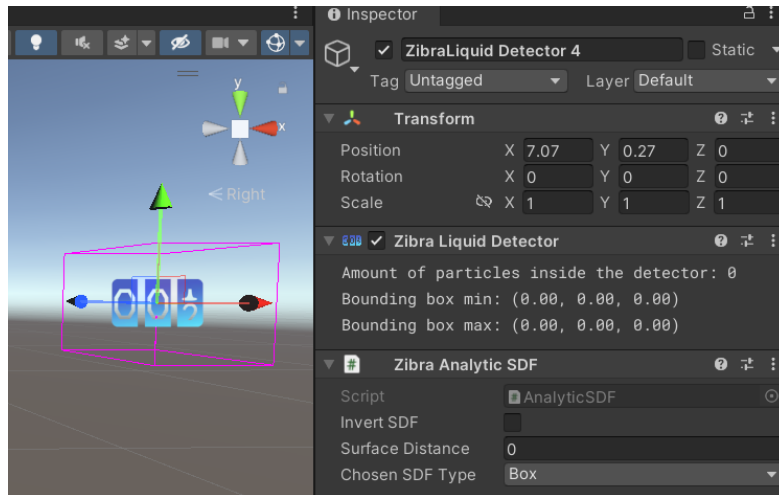 Inspector
ZibraLiquid Detector 4
Static
Tag Untagged Layer Default
Transform
Position X 7.07 Y 0.27 Z 0
Rotation X 0 Y 0 Z 0
Scale X 1 Y 1 Z 1
Zibra Liquid Detector
Amount of particles inside the detector: 0
Bounding box min: (0.00, 0.00, 0.00)
Bounding box max: (0.00, 0.00, 0.00)
Zibra Analytic SDF
Script AnalyticSDF
Invert SDF
Surface Distance 0
Chosen SDF Type Box
y
x
Right
005